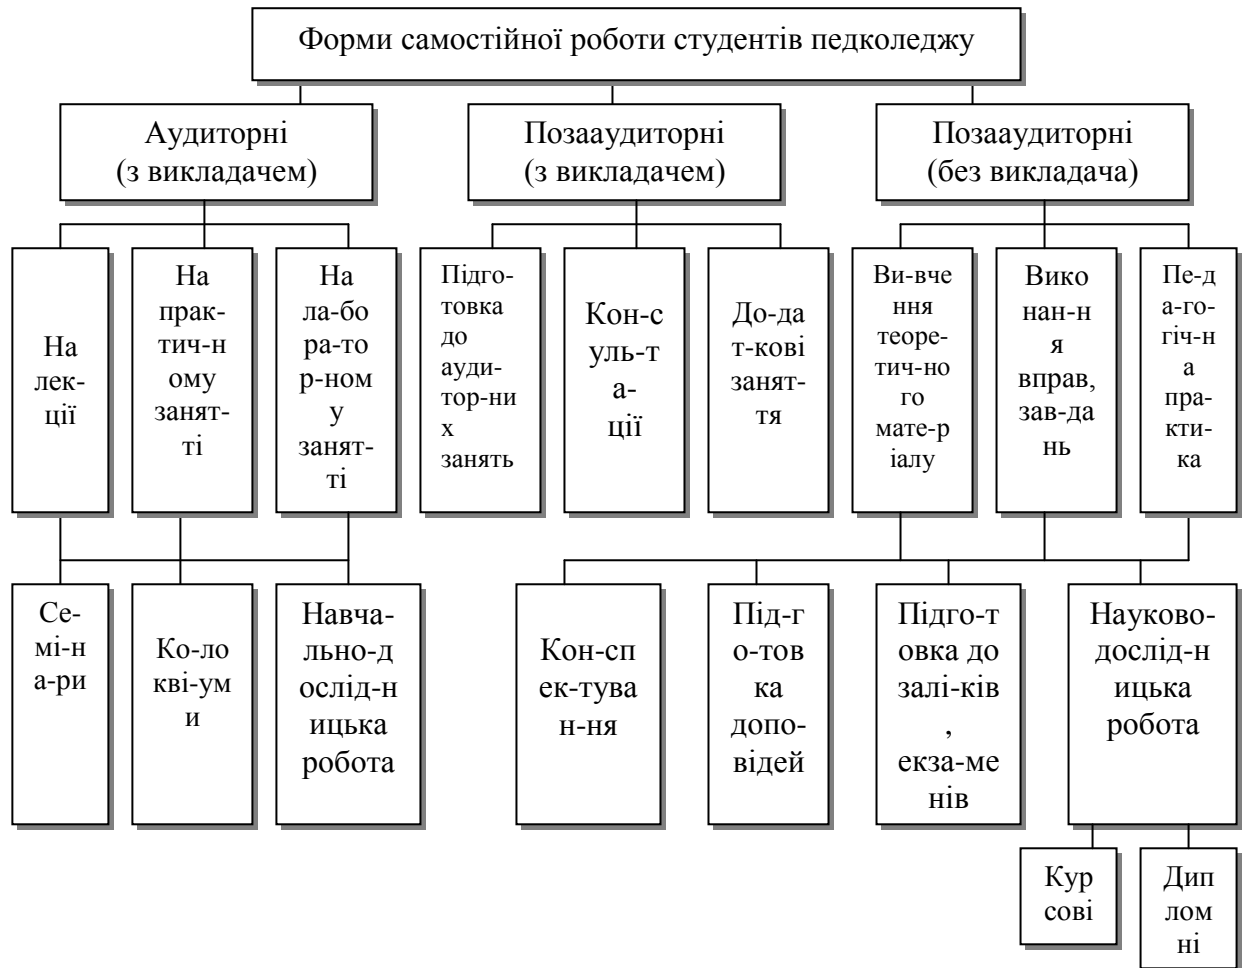 Форми самостійної роботи студентів педколеджу
Аудиторні
(з викладачем)
Позааудиторні
(з викладачем)
Позааудиторні
(без викладача)
На
лек-
ції
На
прак-
тич-н
ому
занят-
ті
На
ла-бо
ра-то
р-ном
у
занят-
ті
Підго-
товка
до
ауди-
тор-ни
х
занять
Кон-с
уль-т
а-
ції
До-да
т-кові
занят-
тя
Ви-вче
ння
теоре-
тич-но
го
мате-р
іалу
Вико
нан-н
я
вправ,
зав-да
нь
Пе-д
а-го-
гіч-н
а
пра-
кти-
ка
Се-
мі-н
а-ри
Ко-ло
кві-ум
и
Навча-
льно-д
ослід-н
ицька
робота
Кон-сп
ек-тува
н-ня
Під-г
о-тов
ка
допо-
відей
Підго-т
овка до
залі-ків
,
екза-ме
нів
Науково-
дослід-н
ицька
робота
Кур
сові
Дип
лом
ні